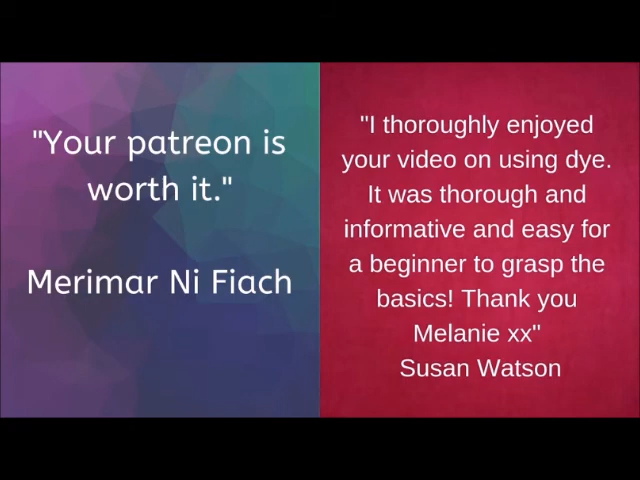 "Your patreon is
worth it."
Merimar Ni Fiach
"I thoroughly enjoyed
your video on using dye.
It was thorough and
informative and easy for
a beginner to grasp the
basics! Thank you
Melanie xx"
Susan Watson